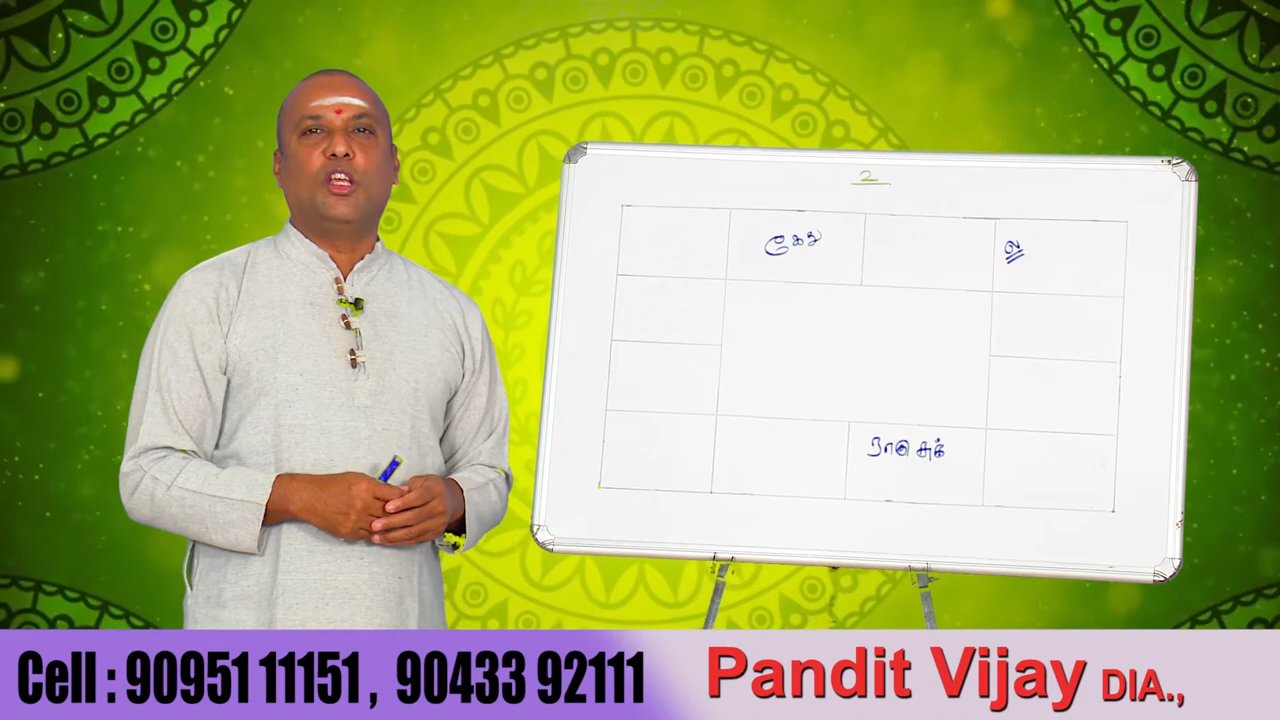 2
கேது
ல
ராகு சுக்
Cell : 90951 11151 , 90433 92111
Pandit Vijay DIA.,